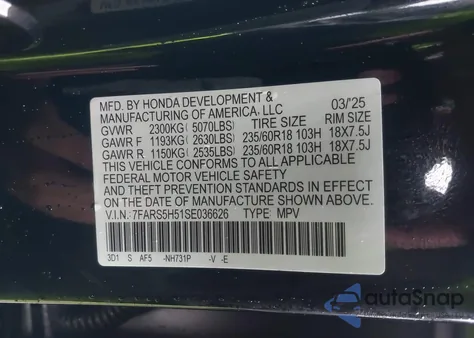 MFD. BY HONDA DEVELOPMENT &
MANUFACTURING OF AMERICA, LLC 03/'25
GVWR 2300KG(5070LBS) TIRE SIZE RIM SIZE
GAWR F 1193KG(2630LBS) 235/60R18 103H 18X7.5J
GAWR R 1150KG(2535LBS) 235/60R18 103H 18X7.5J
THIS VEHICLE CONFORMS TO ALL APPLICABLE
FEDERAL MOTOR VEHICLE SAFETY
AND THEFT PREVENTION STANDARDS IN EFFECT
ON THE DATE OF MANUFACTURE SHOWN ABOVE.
V.I.N: 7FARS5H51SE036626 TYPE: MPV
3D1 S AF5 -NH731P -V -E
autoSnap